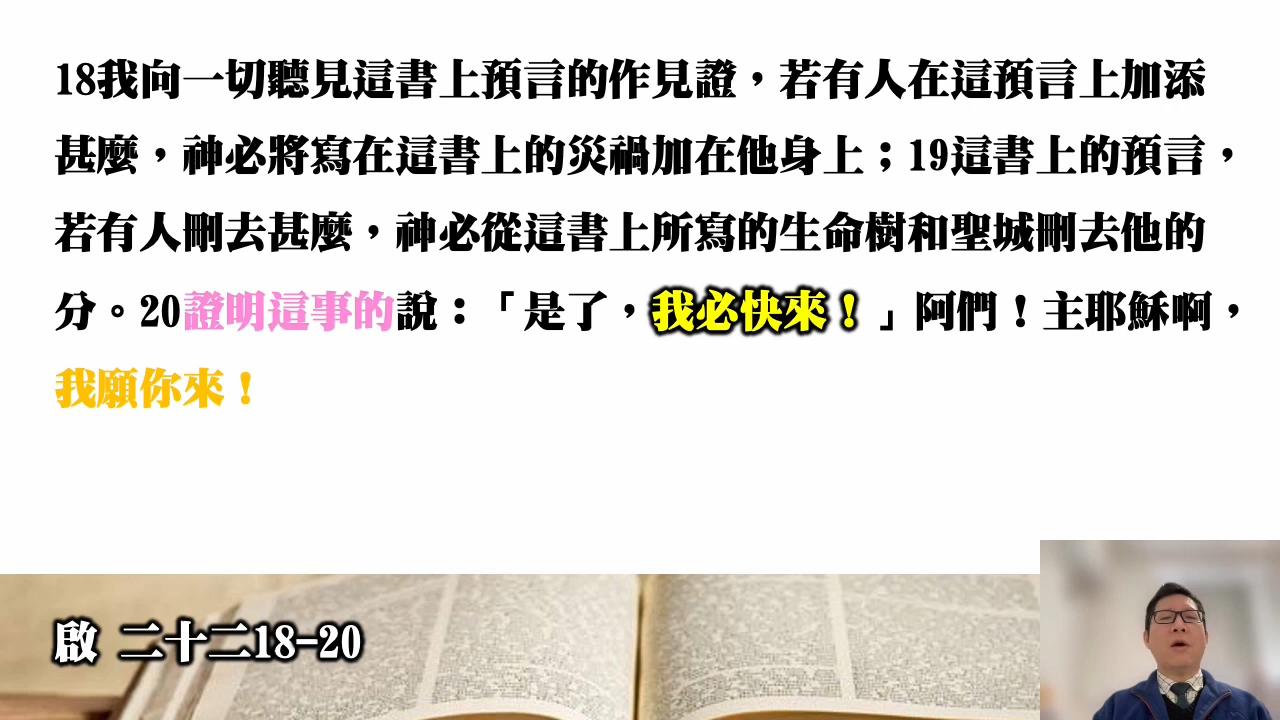 18我向一切聽見這書上預言的作見證，若有人在這預言上加添
甚麼，神必將寫在這書上的災禍加在他身上；19這書上的預言，
若有人刪去甚麼，神必從這書上所寫的生命樹和聖城刪去他的
分。20證明這事的說：「是了，我必快來！」阿們！主耶穌啊，
我願你來！
啟 二十二18-20